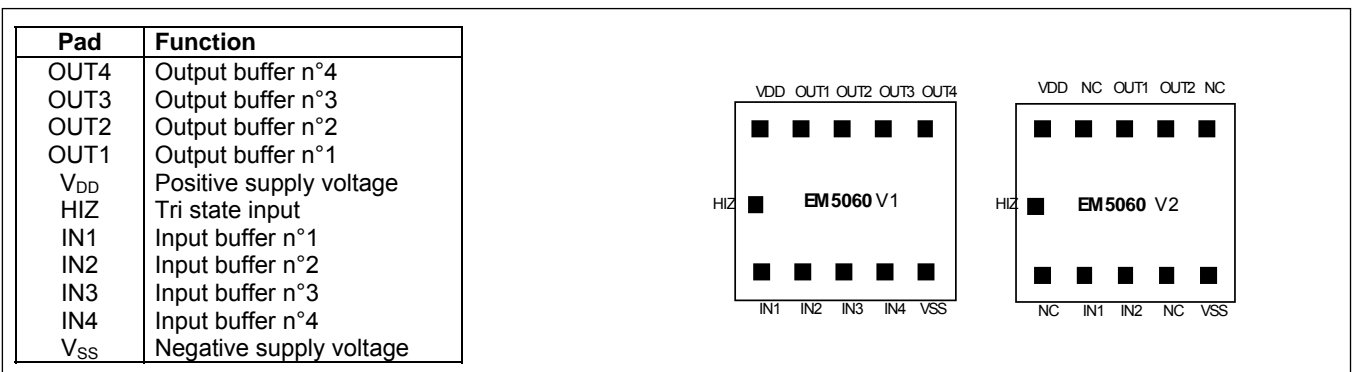 Pad Function
OUT4 Output buffer n°4
OUT3 Output buffer n°3
OUT2 Output buffer n°2
OUT1 Output buffer n°1
VDD Positive supply voltage
HIZ Tri state input
IN1 Input buffer n°1
IN2 Input buffer n°2
IN3 Input buffer n°3
IN4 Input buffer n°4
VSS Negative supply voltage
VDD OUT1 OUT2 OUT3 OUT4
HIZ EM5060 V1
IN1 IN2 IN3 IN4 VSS
VDD NC OUT1 OUT2 NC
HIZ EM5060 V2
NC IN1 IN2 NC VSS